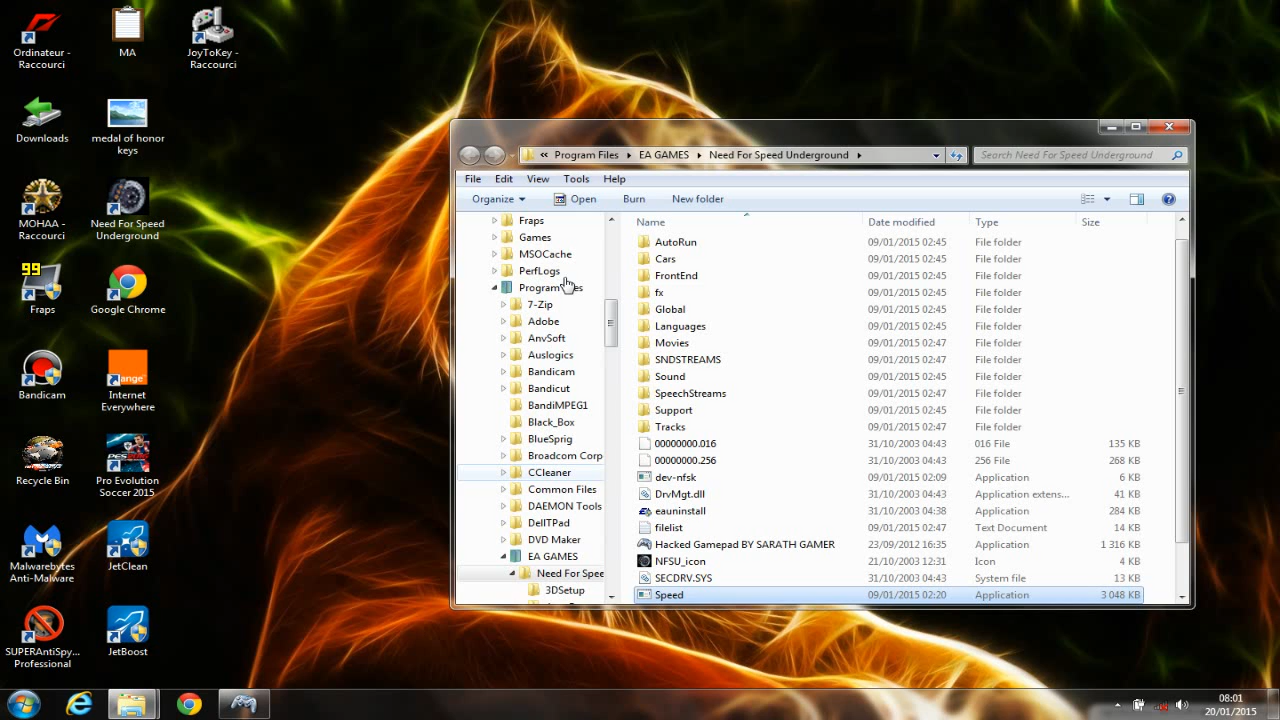 Ordinateur -
Raccourci
MA
JoyToKey -
Raccourci
Downloads
medal of honor
keys
MOHAA -
Raccourci
Need For Speed
Underground
99
Fraps
Google Chrome
Bandicam
orange
Internet
Everywhere
Recycle Bin
Pro Evolution
Soccer 2015
Malwarebytes
Anti-Malware
JetClean
SUPERAntiSpy...
Professional
JetBoost
« Program Files EA GAMES Need For Speed Underground
Search Need For Speed Underground
File Edit View Tools Help
Organize Open Burn New folder
Fraps
Games
MSOCache
PerfLogs
7-Zip
Adobe
AnvSoft
Auslogics
Bandicam
Bandicut
BandiMPEG1
Black_Box
BlueSprig
Broadcom Corp
CCleaner
Common Files
DAEMON Tools
DellTPad
DVD Maker
EA GAMES
Need For Spee
3DSetup
Name Date modified Type Size
AutoRun 09/01/2015 02:45 File folder
Cars 09/01/2015 02:45 File folder
FrontEnd 09/01/2015 02:45 File folder
fx 09/01/2015 02:45 File folder
Global 09/01/2015 02:45 File folder
Languages 09/01/2015 02:45 File folder
Movies 09/01/2015 02:45 File folder
SNDSTREAMS 09/01/2015 02:47 File folder
Sound 09/01/2015 02:45 File folder
SpeechStreams 09/01/2015 02:47 File folder
Support 09/01/2015 02:45 File folder
Tracks 09/01/2015 02:47 File folder
00000000.016 31/10/2003 04:43 016 File 135 KB
00000000.256 31/10/2003 04:43 256 File 268 KB
dev-nfsk 09/01/2015 02:09 Application 6 KB
DrvMgt.dll 31/10/2003 04:43 Application extens... 41 KB
eauninstall 31/10/2003 04:38 Application 284 KB
filelist 09/01/2015 02:47 Text Document 14 KB
Hacked Gamepad BY SARATH GAMER 23/09/2012 16:35 Application 1 316 KB
NFSU_icon 21/10/2003 12:31 Icon 4 KB
SECDRV.SYS 31/10/2003 04:43 System file 13 KB
Speed 09/01/2015 02:20 Application 3 048 KB
08:01
20/01/2015